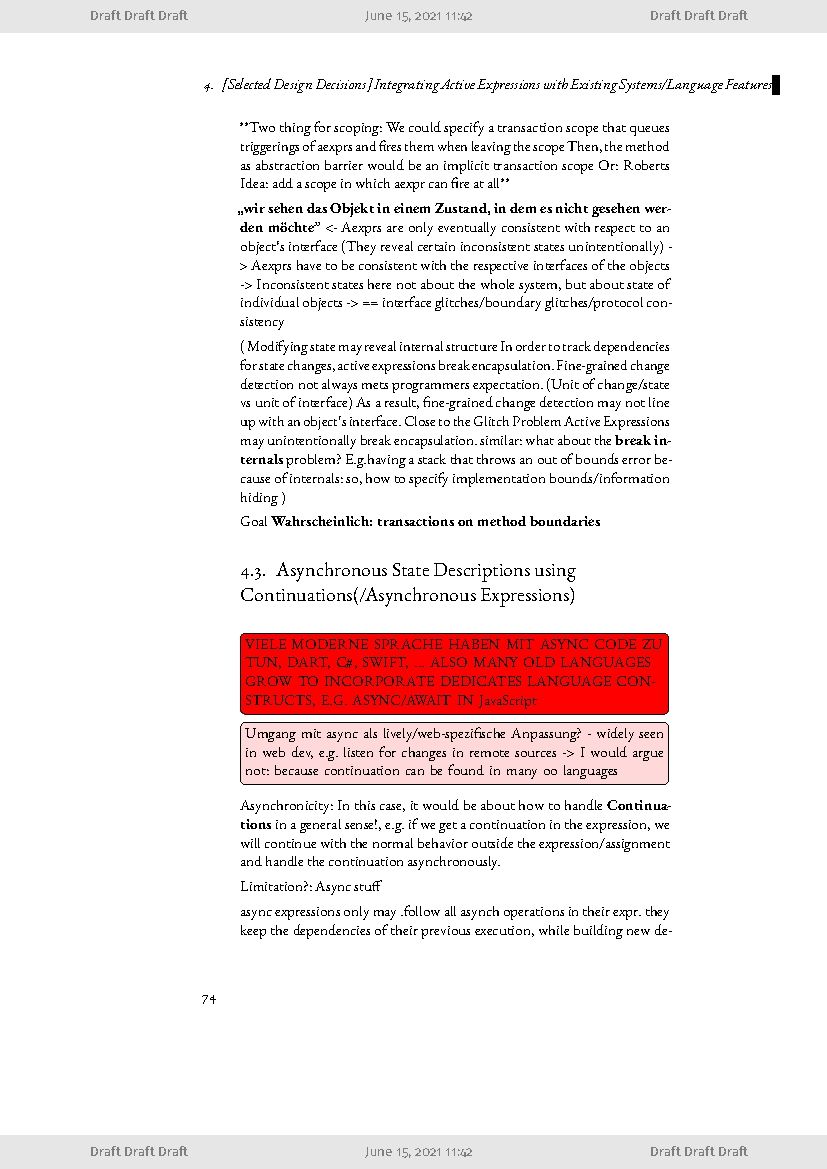 Draft Draft Draft June 15, 2021 11:42 Draft Draft Draft
4. [Selected Design Decisions] Integrating Active Expressions with Existing Systems/Language Features
**Two thing for scoping: We could specify a transaction scope that queues
triggerings of aexprs and fires them when leaving the scope Then, the method
as abstraction barrier would be an implicit transaction scope Or: Roberts
Idea: add a scope in which aexpr can fire at all**
„wir sehen das Objekt in einem Zustand, in dem es nicht gesehen wer-
den möchte” <- Aexprs are only eventually consistent with respect to an
object's interface (They reveal certain inconsistent states unintentionally) -
> Aexprs have to be consistent with the respective interfaces of the objects
-> Inconsistent states here not about the whole system, but about state of
individual objects -> == interface glitches/boundary glitches/protocol con-
sistency
( Modifying state may reveal internal structure In order to track dependencies
for state changes, active expressions break encapsulation. Fine-grained change
detection not always mets programmers expectation. (Unit of change/state
vs unit of interface) As a result, fine-grained change detection may not line
up with an object's interface. Close to the Glitch Problem Active Expressions
may unintentionally break encapsulation. similar: what about the break in-
ternals problem? E.g.having a stack that throws an out of bounds error be-
cause of internals: so, how to specify implementation bounds/information
hiding )
Goal Wahrscheinlich: transactions on method boundaries
4.3. Asynchronous State Descriptions using
Continuations(/Asynchronous Expressions)
VIELE MODERNE SPRACHE HABEN MIT ASYNC CODE ZU
TUN, DART, C#, SWIFT, ... ALSO MANY OLD LANGUAGES
GROW TO INCORPORATE DEDICATES LANGUAGE CON-
STRUCTS, E.G. ASYNC/AWAIT IN JavaScript
Umgang mit async als lively/web-spezifische Anpassung? - widely seen
in web dev, e.g. listen for changes in remote sources -> I would argue
not: because continuation can be found in many oo languages
Asynchronicity: In this case, it would be about how to handle Continua-
tions in a general sense!, e.g. if we get a continuation in the expression, we
will continue with the normal behavior outside the expression/assignment
and handle the continuation asynchronously.
Limitation?: Async stuff
async expressions only may .follow all asynch operations in their expr. they
keep the dependencies of their previous execution, while building new de-
74
Draft Draft Draft June 15, 2021 11:42 Draft Draft Draft